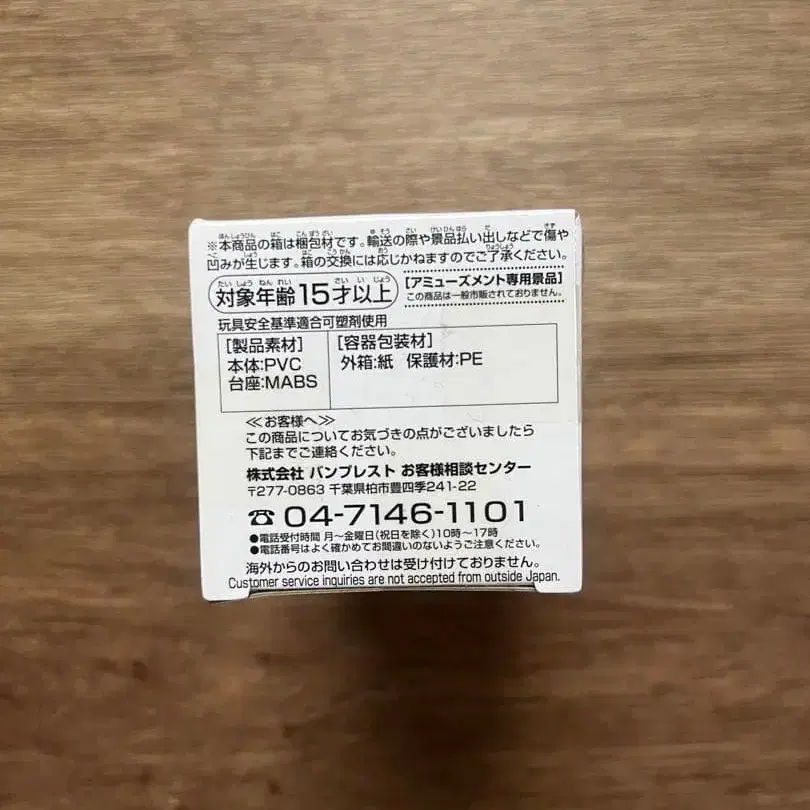 ※本商品の箱は梱包材です。輸送の際や景品払い出しなどで傷や
凹みが生じます。箱の交換には応じかねますのでご了承ください。
対象年齢15才以上
[アミューズメント専用景品]
この商品は一般市販されておりません。
玩具安全基準適合可塑剤使用
[製品素材]
本体:PVC
台座:MABS
[容器包装材]
外箱:紙 保護材:PE
≪お客様へ≫
この商品についてお気づきの点がございましたら
下記までご連絡ください。
株式会社 バンプレスト お客様相談センター
〒277-0863 千葉県柏市豊四季241-22
☎ 04-7146-1101
●電話受付時間 月～金曜日(祝日を除く)10時～17時
●電話番号はよく確かめてお間違いのないようご注意ください。
海外からのお問い合わせは受け付けておりません。
Customer service inquiries are not accepted from outside Japan.